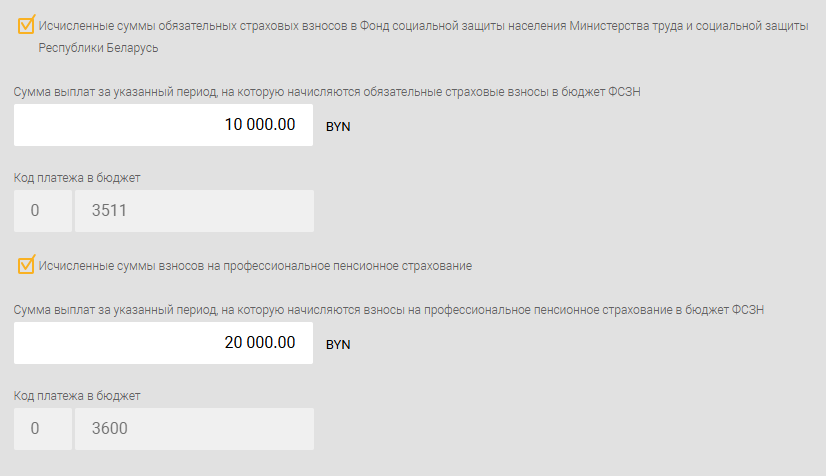 Исчисленные суммы обязательных страховых взносов в Фонд социальной защиты населения Министерства труда и социальной защиты
Республики Беларусь
Сумма выплат за указанный период, на которую начисляются обязательные страховые взносы в бюджет ФСЗН
10 000.00 BYN
Код платежа в бюджет
0 3511
Исчисленные суммы взносов на профессиональное пенсионное страхование
Сумма выплат за указанный период, на которую начисляются взносы на профессиональное пенсионное страхование в бюджет ФСЗН
20 000.00 BYN
Код платежа в бюджет
0 3600